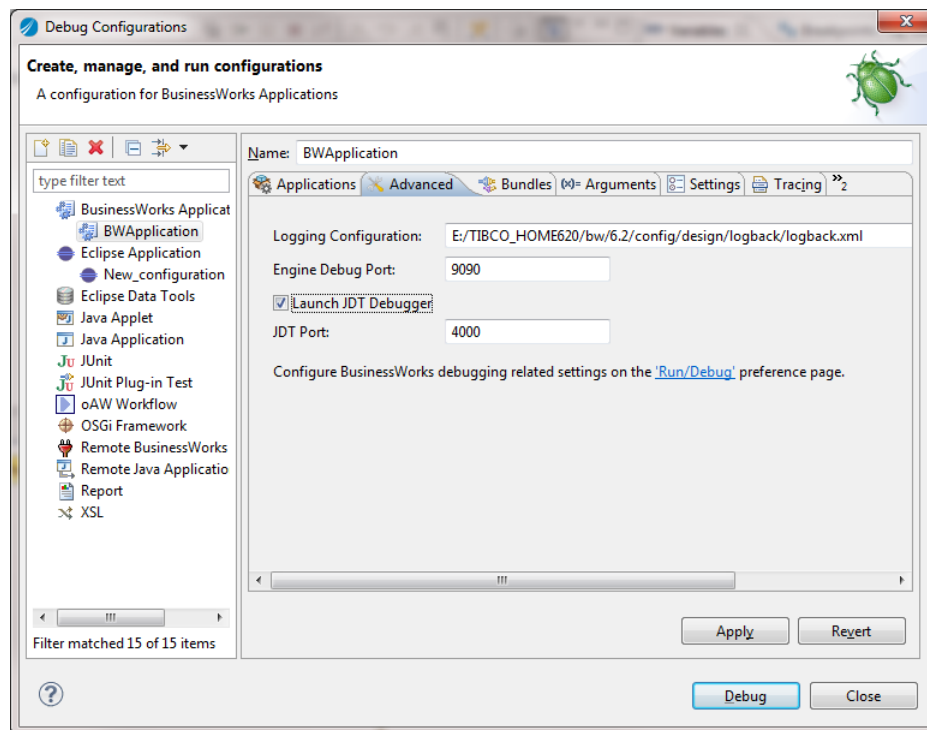 Debug Configurations
Create, manage, and run configurations
A configuration for BusinessWorks Applications
type filter text
BusinessWorks Applicat
BWApplication
Eclipse Application
New_configuration
Eclipse Data Tools
Java Applet
Java Application
JUnit
JUnit Plug-in Test
oAW Workflow
OSGi Framework
Remote BusinessWorks
Remote Java Applicatio
Report
XSL
Filter matched 15 of 15 items
Name: BWApplication
Applications Advanced Bundles (x)= Arguments Settings Tracing »2
Logging Configuration: E:/TIBCO_HOME620/bw/6.2/config/design/logback/logback.xml
Engine Debug Port: 9090
Launch JDT Debugger
JDT Port: 4000
Configure BusinessWorks debugging related settings on the 'Run/Debug' preference page.
Apply Revert
Debug Close